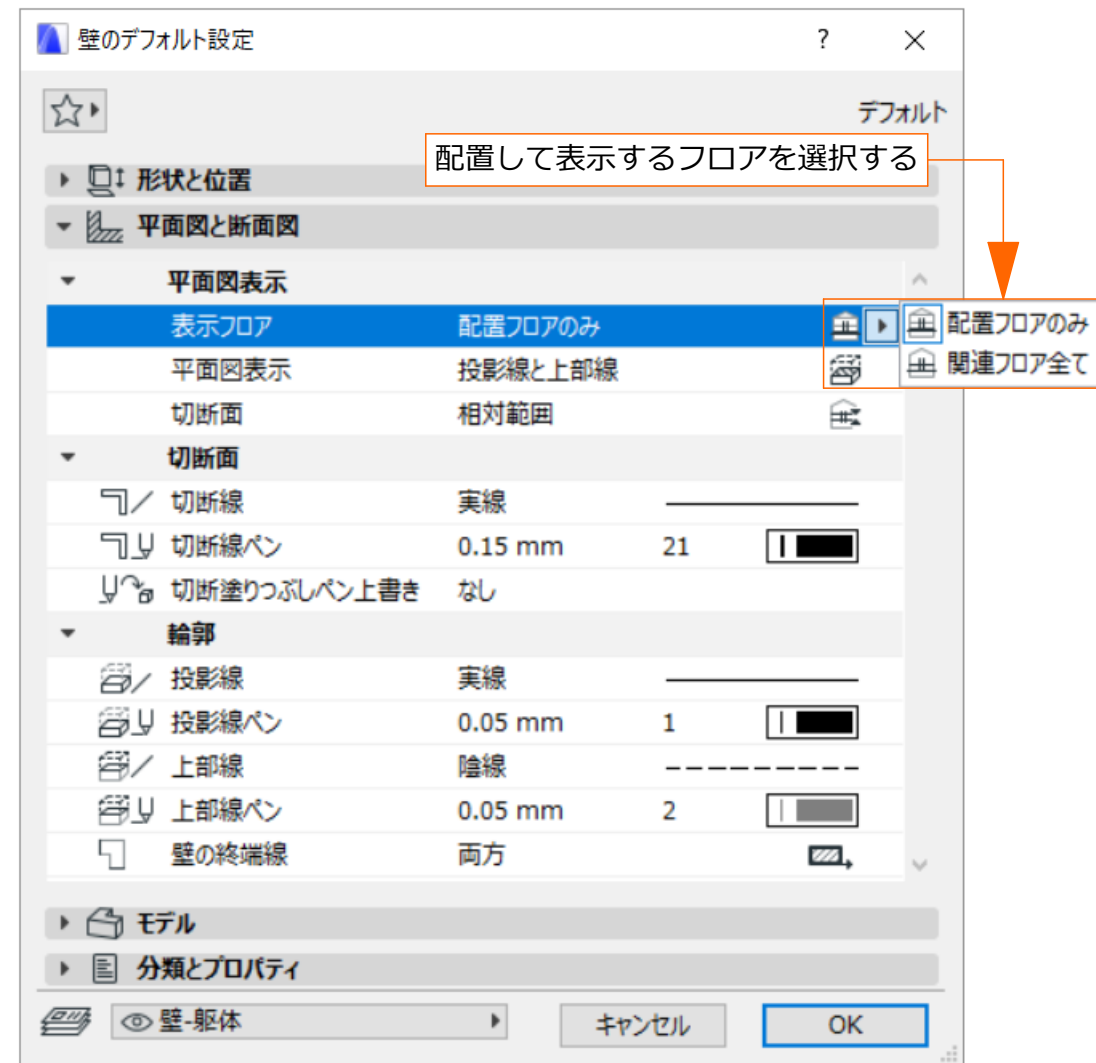 壁のデフォルト設定 ?
デフォルト
配置して表示するフロアを選択する
形状と位置
平面図と断面図
平面図表示
表示フロア 配置フロアのみ
配置フロアのみ
関連フロア全て
平面図表示 投影線と上部線
切断面 相対範囲
切断面
切断線 実線
切断線ペン 0.15 mm 21
切断塗りつぶしペン上書き なし
輪郭
投影線 実線
投影線ペン 0.05 mm 1
上部線 陰線
上部線ペン 0.05 mm 2
壁の終端線 両方
モデル
分類とプロパティ
壁-躯体 キャンセル OK